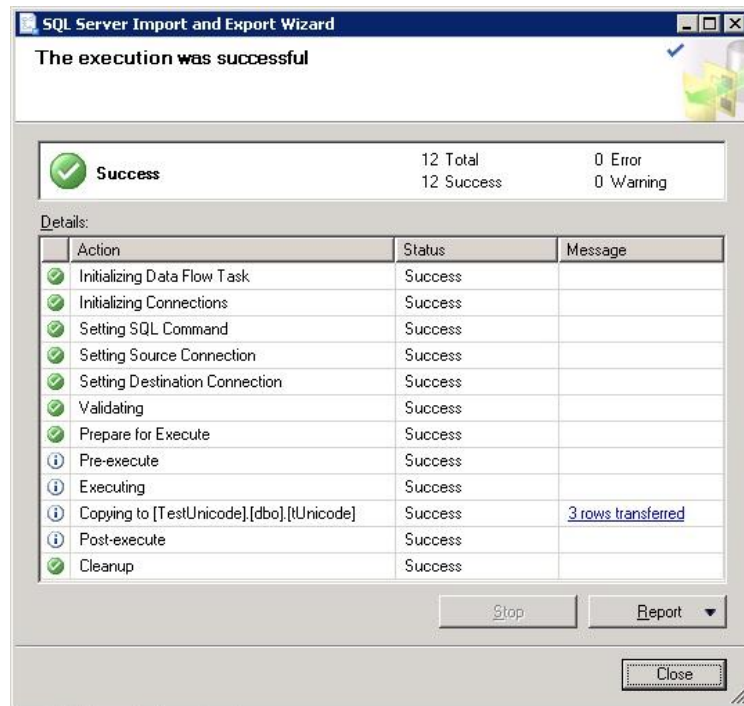 SQL Server Import and Export Wizard
The execution was successful
Success
12 Total
0 Error
12 Success
0 Warning
Details:
Action Status Message
Initializing Data Flow Task Success
Initializing Connections Success
Setting SQL Command Success
Setting Source Connection Success
Setting Destination Connection Success
Validating Success
Prepare for Execute Success
Pre-execute Success
Executing Success
Copying to [TestUnicode].[dbo].[tUnicode] Success 3 rows transferred
Post-execute Success
Cleanup Success
Stop
Report
Close